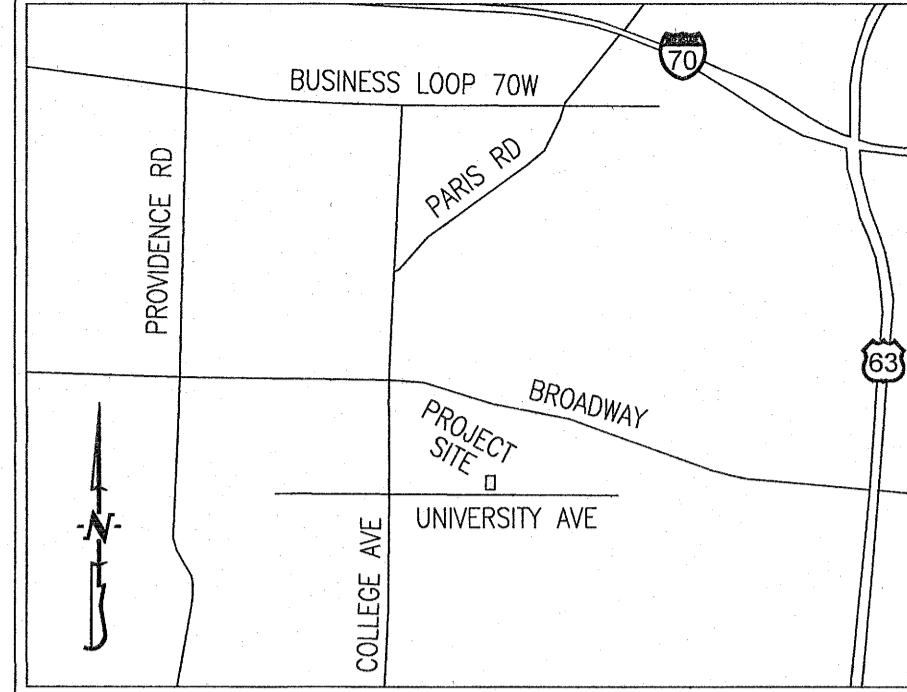 70
BUSINESS LOOP 70W
PARIS RD
PROVIDENCE RD
63
BROADWAY
PROJECT
SITE
UNIVERSITY AVE
COLLEGE AVE
N